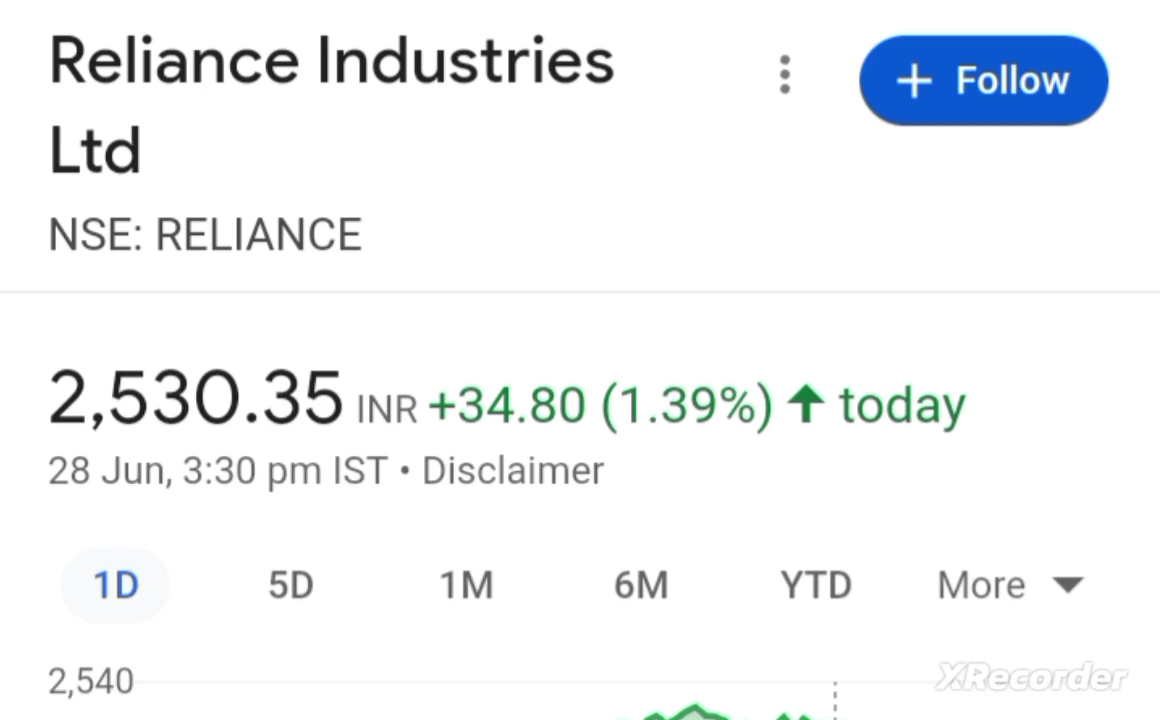 Reliance Industries
Ltd
+ Follow
NSE: RELIANCE
2,530.35 INR +34.80 (1.39%) ↑ today
28 Jun, 3:30 pm IST • Disclaimer
1D 5D 1M 6M YTD More
2,540
XRecorder